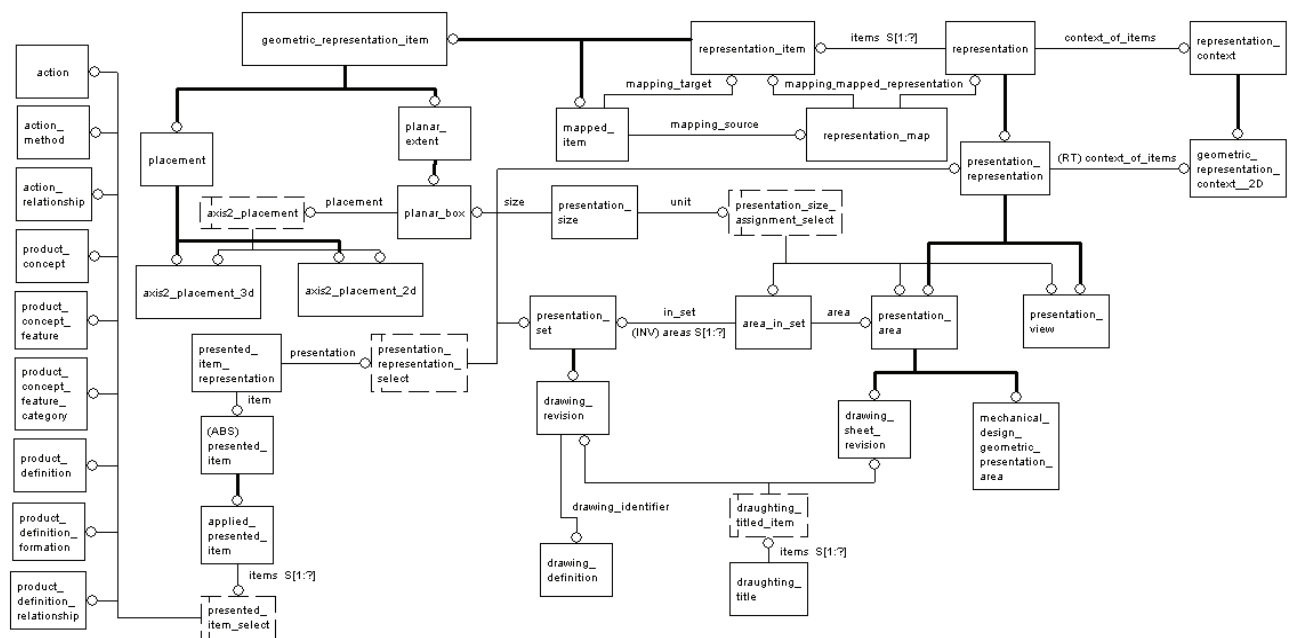 geometric_representation_item
representation_item
items S[1:?]
representation
context_of_items
representation_
context
action
mapping_target
mapping_mapped_representation
action_
method
planar_
extent
mapped_
item
mapping_source
representation_map
placement
presentation_
representation
(RT) context_of_items
geometric_
representation_
context__2D
action_
relationship
axis2_placement
placement
planar_box
size
presentation_
size
unit
presentation_size_
assignment_select
product_
concept
axis2_placement_3d
axis2_placement_2d
product_
concept_
feature
presentation_
set
in_set
(INV) areas S[1:?]
area_in_set
area
presentation_
area
presentation_
view
presented_
item_
representation
presentation
presentation_
representation_
select
product_
concept_
feature_
category
item
drawing_
revision
drawing_
sheet_
revision
mechanical_
design_
geometric_
presentation_
area
(ABS)
presented_
item
product_
definition
drawing_identifier
draughting_
titled_item
product_
definition_
formation
applied_
presented_
item
items S[1:?]
drawing_
definition
items S[1:?]
draughting_
title
product_
definition_
relationship
presented_
item_select